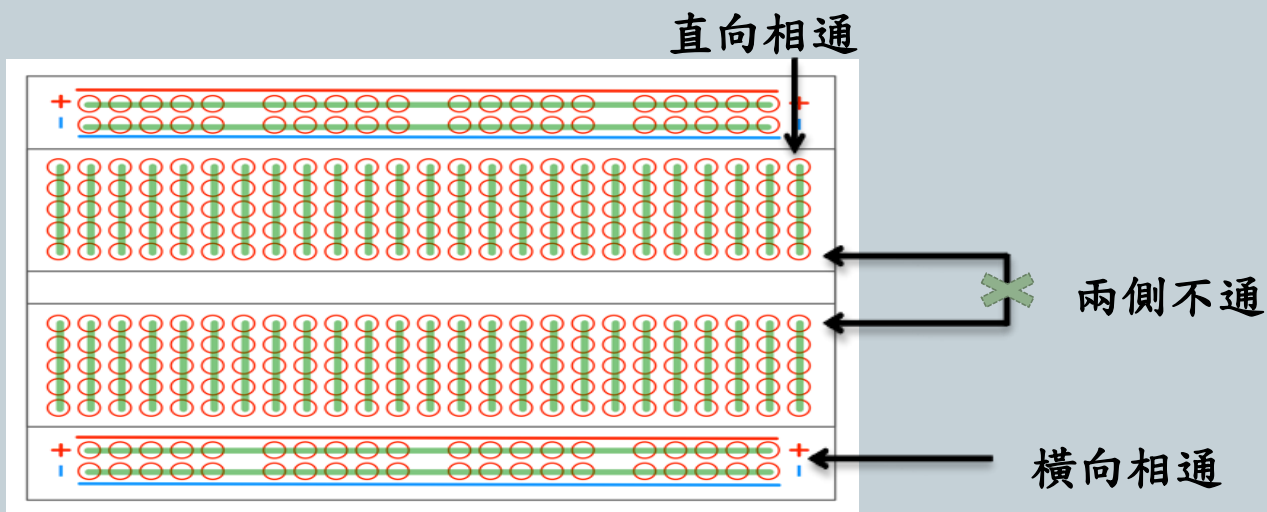 直向相通
+ +
- -
兩側不通
+ +
- -
橫向相通